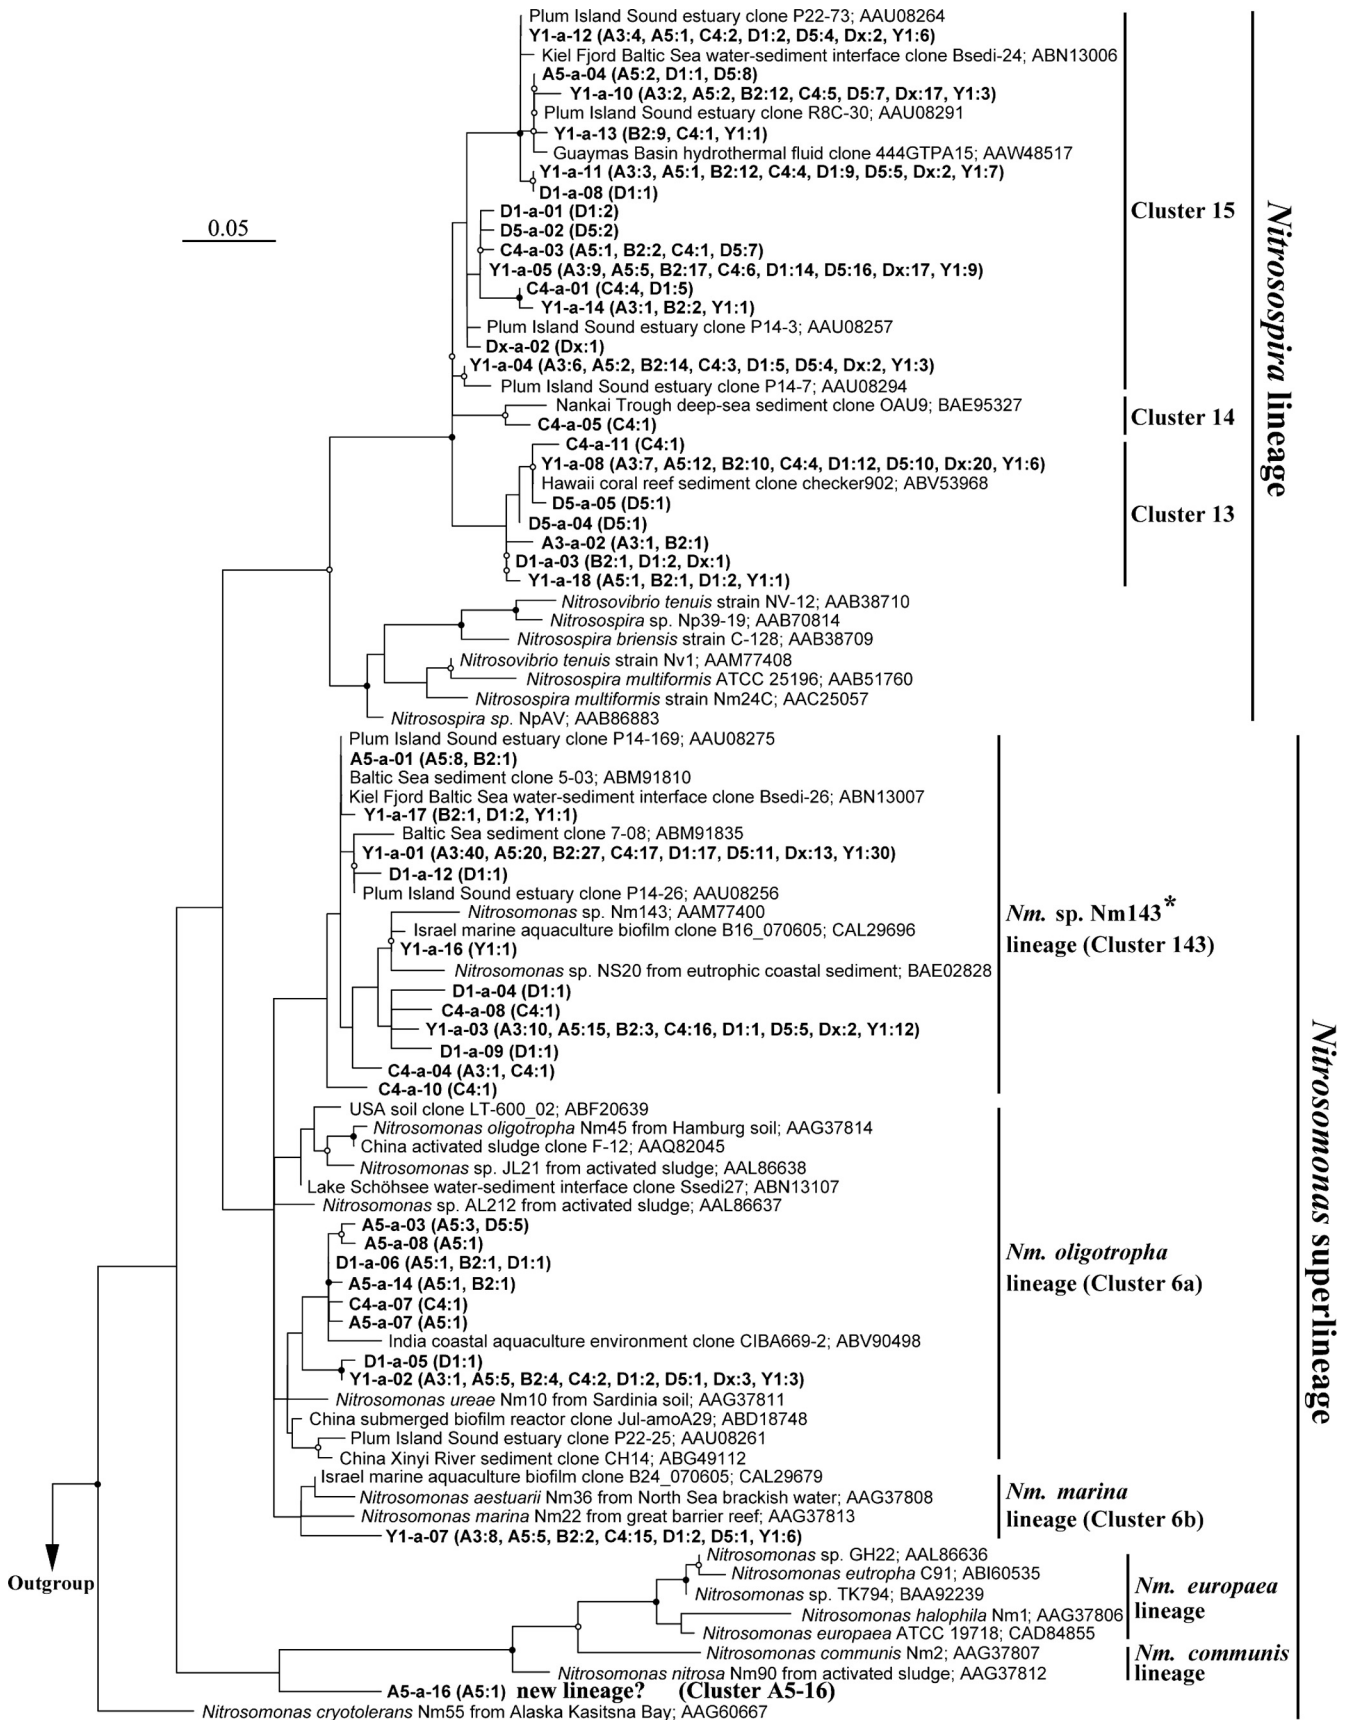 Plum Island Sound estuary clone P22-73; AAU08264
Y1-a-12 (A3:4, A5:1, C4:2, D1:2, D5:4, Dx:2, Y1:6)
Kiel Fjord Baltic Sea water-sediment interface clone Bsedi-24; ABN13006
A5-a-04 (A5:2, D1:1, D5:8)
Y1-a-10 (A3:2, A5:2, B2:12, C4:5, D5:7, Dx:17, Y1:3)
Plum Island Sound estuary clone R8C-30; AAU08291
Y1-a-13 (B2:9, C4:1, Y1:1)
Guaymas Basin hydrothermal fluid clone 444GTPA15; AAW48517
Y1-a-11 (A3:3, A5:1, B2:12, C4:4, D1:9, D5:5, Dx:2, Y1:7)
D1-a-08 (D1:1)
D1-a-01 (D1:2)
Cluster 15
0.05
D5-a-02 (D5:2)
C4-a-03 (A5:1, B2:2, C4:1, D5:7)
Y1-a-05 (A3:9, A5:5, B2:17, C4:6, D1:14, D5:16, Dx:17, Y1:9)
C4-a-01 (C4:4, D1:5)
Y1-a-14 (A3:1, B2:2, Y1:1)
Plum Island Sound estuary clone P14-3; AAU08257
Dx-a-02 (Dx:1)
Nitrosospira lineage
Y1-a-04 (A3:6, A5:2, B2:14, C4:3, D1:5, D5:4, Dx:2, Y1:3)
Plum Island Sound estuary clone P14-7; AAU08294
Nankai Trough deep-sea sediment clone OAU9; BAE95327
Cluster 14
C4-a-05 (C4:1)
C4-a-11 (C4:1)
Y1-a-08 (A3:7, A5:12, B2:10, C4:4, D1:12, D5:10, Dx:20, Y1:6)
Hawaii coral reef sediment clone checker902; ABV53968
D5-a-05 (D5:1)
Cluster 13
D5-a-04 (D5:1)
A3-a-02 (A3:1, B2:1)
D1-a-03 (B2:1, D1:2, Dx:1)
Y1-a-18 (A5:1, B2:1, D1:2, Y1:1)
Nitrosovibrio tenuis strain NV-12; AAB38710
Nitrosospira sp. Np39-19; AAB70814
Nitrosospira briensis strain C-128; AAB38709
Nitrosovibrio tenuis strain Nv1; AAM77408
Nitrosospira multiformis ATCC 25196; AAB51760
Nitrosospira multiformis strain Nm24C; AAC25057
Nitrosospira sp. NpAV; AAB86883
Plum Island Sound estuary clone P14-169; AAU08275
A5-a-01 (A5:8, B2:1)
Baltic Sea sediment clone 5-03; ABM91810
Kiel Fjord Baltic Sea water-sediment interface clone Bsedi-26; ABN13007
Y1-a-17 (B2:1, D1:2, Y1:1)
Baltic Sea sediment clone 7-08; ABM91835
Y1-a-01 (A3:40, A5:20, B2:27, C4:17, D1:17, D5:11, Dx:13, Y1:30)
D1-a-12 (D1:1)
Plum Island Sound estuary clone P14-26; AAU08256
Nitrosomonas sp. Nm143; AAM77400
Nm. sp. Nm143*
lineage (Cluster 143)
Israel marine aquaculture biofilm clone B16_070605; CAL29696
Y1-a-16 (Y1:1)
Nitrosomonas sp. NS20 from eutrophic coastal sediment; BAE02828
D1-a-04 (D1:1)
C4-a-08 (C4:1)
Y1-a-03 (A3:10, A5:15, B2:3, C4:16, D1:1, D5:5, Dx:2, Y1:12)
D1-a-09 (D1:1)
C4-a-04 (A3:1, C4:1)
C4-a-10 (C4:1)
USA soil clone LT-600_02; ABF20639
Nitrosomonas oligotropha Nm45 from Hamburg soil; AAG37814
China activated sludge clone F-12; AAQ82045
Nitrosomonas sp. JL21 from activated sludge; AAL86638
Lake Schöhsee water-sediment interface clone Ssedi27; ABN13107
Nitrosomonas sp. AL212 from activated sludge; AAL86637
Nitrosomonas superlineage
A5-a-03 (A5:3, D5:5)
A5-a-08 (A5:1)
Nm. oligotropha
lineage (Cluster 6a)
D1-a-06 (A5:1, B2:1, D1:1)
A5-a-14 (A5:1, B2:1)
C4-a-07 (C4:1)
A5-a-07 (A5:1)
India coastal aquaculture environment clone CIBA669-2; ABV90498
D1-a-05 (D1:1)
Y1-a-02 (A3:1, A5:5, B2:4, C4:2, D1:2, D5:1, Dx:3, Y1:3)
Nitrosomonas ureae Nm10 from Sardinia soil; AAG37811
China submerged biofilm reactor clone Jul-amoA29; ABD18748
Plum Island Sound estuary clone P22-25; AAU08261
China Xinyi River sediment clone CH14; ABG49112
Israel marine aquaculture biofilm clone B24_070605; CAL29679
Nitrosomonas aestuarii Nm36 from North Sea brackish water; AAG37808
Nm. marina
lineage (Cluster 6b)
Nitrosomonas marina Nm22 from great barrier reef; AAG37813
Y1-a-07 (A3:8, A5:5, B2:2, C4:15, D1:2, D5:1, Y1:6)
Nitrosomonas sp. GH22; AAL86636
Nitrosomonas eutropha C91; ABI60535
Outgroup
Nitrosomonas sp. TK794; BAA92239
Nm. europaea
lineage
Nitrosomonas halophila Nm1; AAG37806
Nitrosomonas europaea ATCC 19718; CAD84855
Nitrosomonas communis Nm2; AAG37807
Nm. communis
lineage
Nitrosomonas nitrosa Nm90 from activated sludge; AAG37812
A5-a-16 (A5:1) new lineage? (Cluster A5-16)
Nitrosomonas cryotolerans Nm55 from Alaska Kasitsna Bay; AAG60667